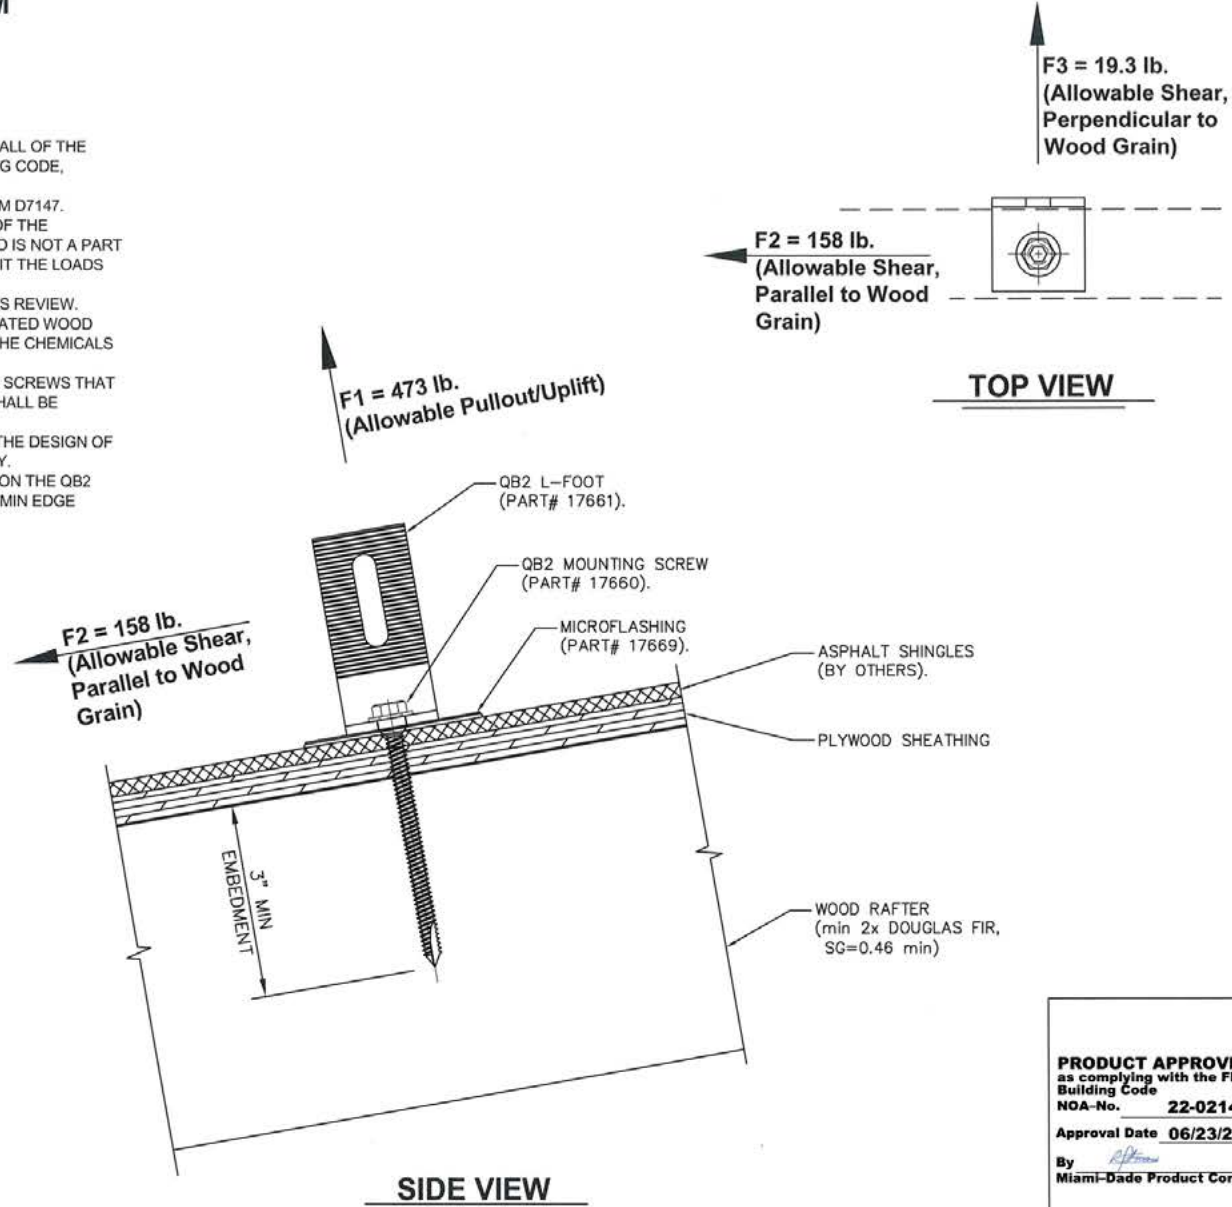 ALL OF THE
G CODE,
M D7147.
OF THE
D IS NOT A PART
IT THE LOADS
S REVIEW.
ATED WOOD
HE CHEMICALS
SCREWS THAT
HALL BE
THE DESIGN OF
Y.
ON THE QB2
MIN EDGE
F3 = 19.3 lb.
(Allowable Shear,
Perpendicular to
Wood Grain)
F2 = 158 lb.
(Allowable Shear,
Parallel to Wood
Grain)
TOP VIEW
F1 = 473 lb.
(Allowable Pullout/Uplift)
QB2 L-FOOT
(PART# 17661).
QB2 MOUNTING SCREW
(PART# 17660).
MICROFLASHING
(PART# 17669).
F2 = 158 lb.
(Allowable Shear,
Parallel to Wood
Grain)
ASPHALT SHINGLES
(BY OTHERS).
PLYWOOD SHEATHING
3" MIN
EMBEDMENT
WOOD RAFTER
(min 2x DOUGLAS FIR,
SG=0.46 min)
SIDE VIEW
PRODUCT APPROV
as complying with the F
Building Code
NOA-No. 22-0214
Approval Date 06/23/2
By
Miami-Dade Product Con